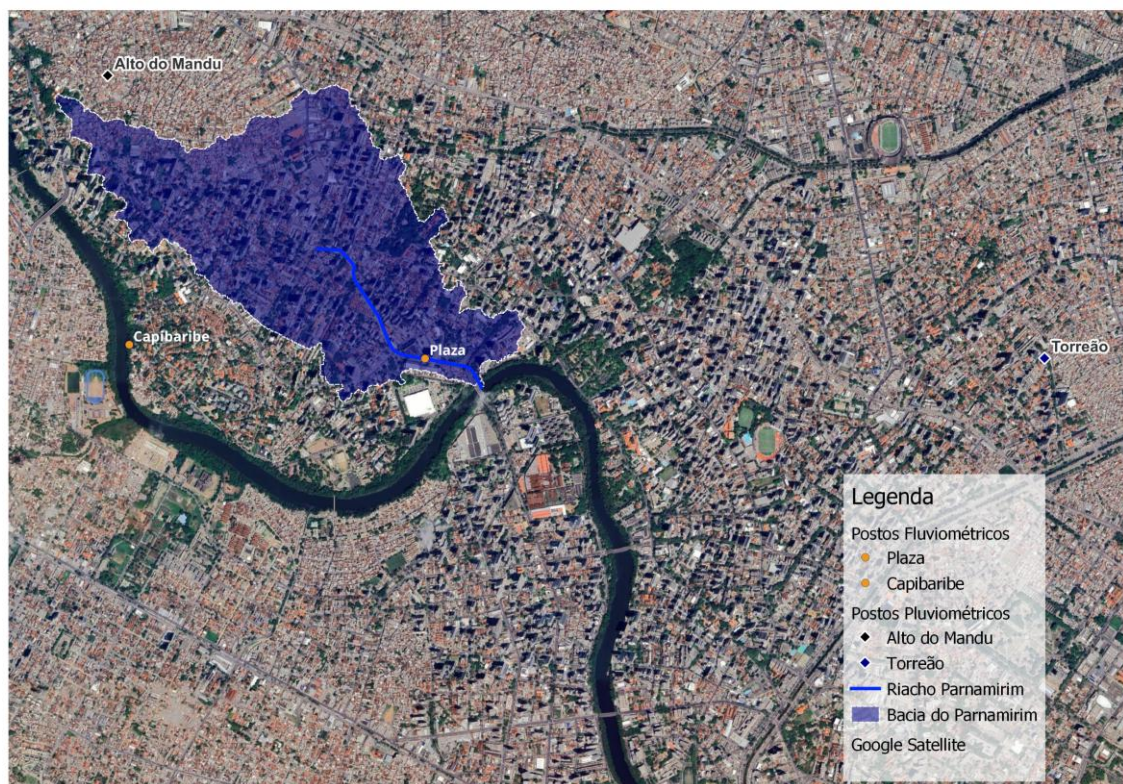 Alto do Mandu
Capibaribe
Plaza
Torreão
Legenda
Postos Fluviométricos
Plaza
Capibaribe
Postos Pluviométricos
Alto do Mandu
Torreão
Riacho Parnamirim
Bacia do Parnamirim
Google Satellite